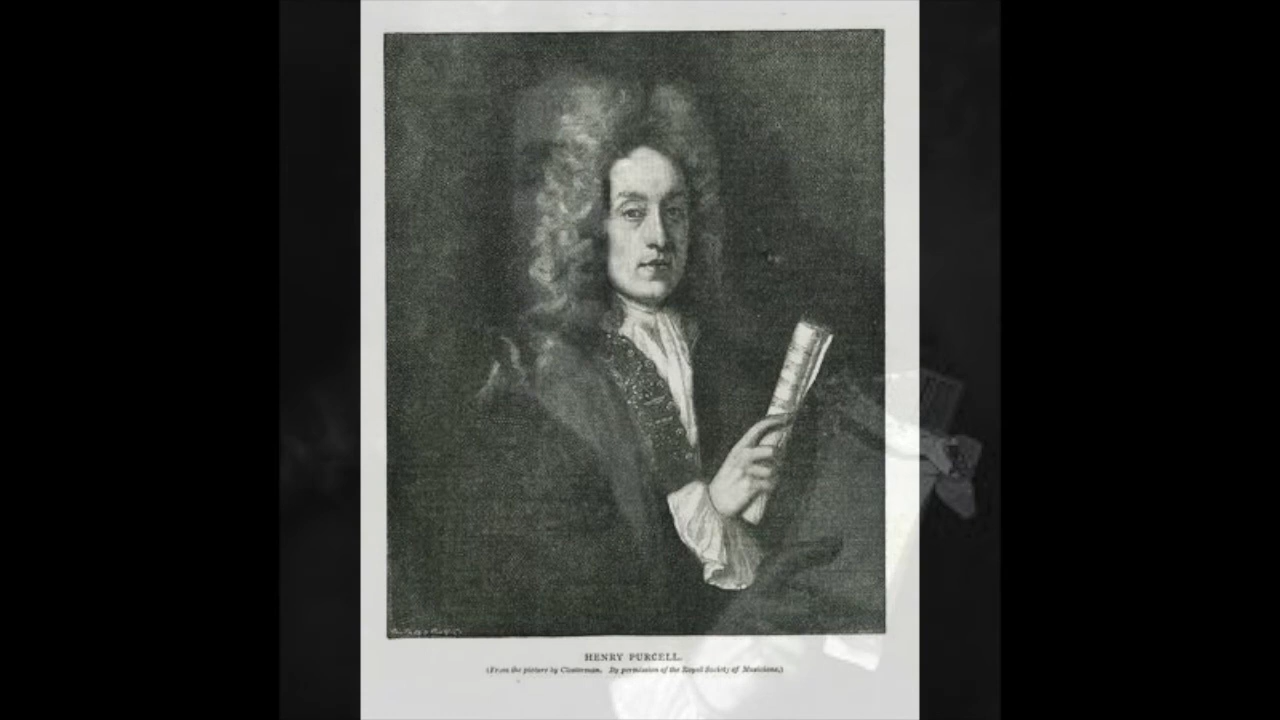 HENRY PURCELL.
(From the picture by Closterman. By permission of the Royal Society of Musicians.)